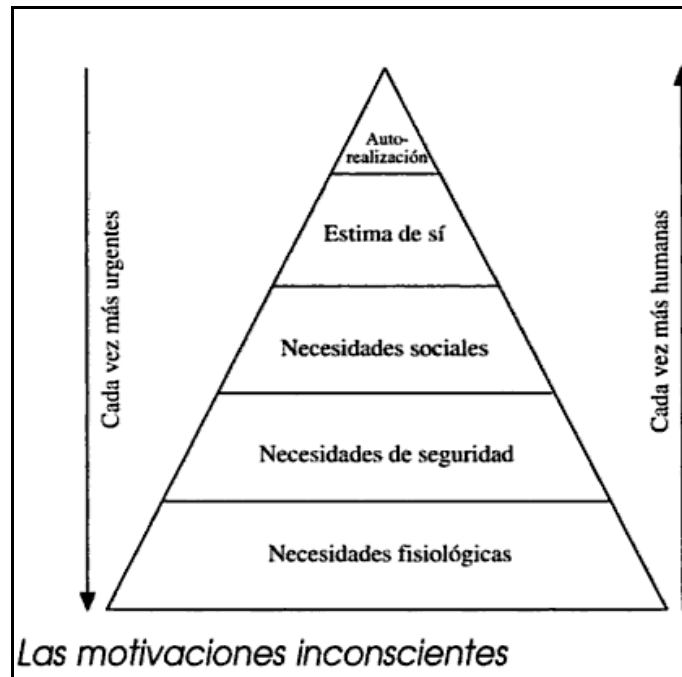 Auto-
realización
Estima de sí
Necesidades sociales
Necesidades de seguridad
Necesidades fisiológicas
Cada vez más urgentes
Cada vez más humanas
Las motivaciones inconscientes